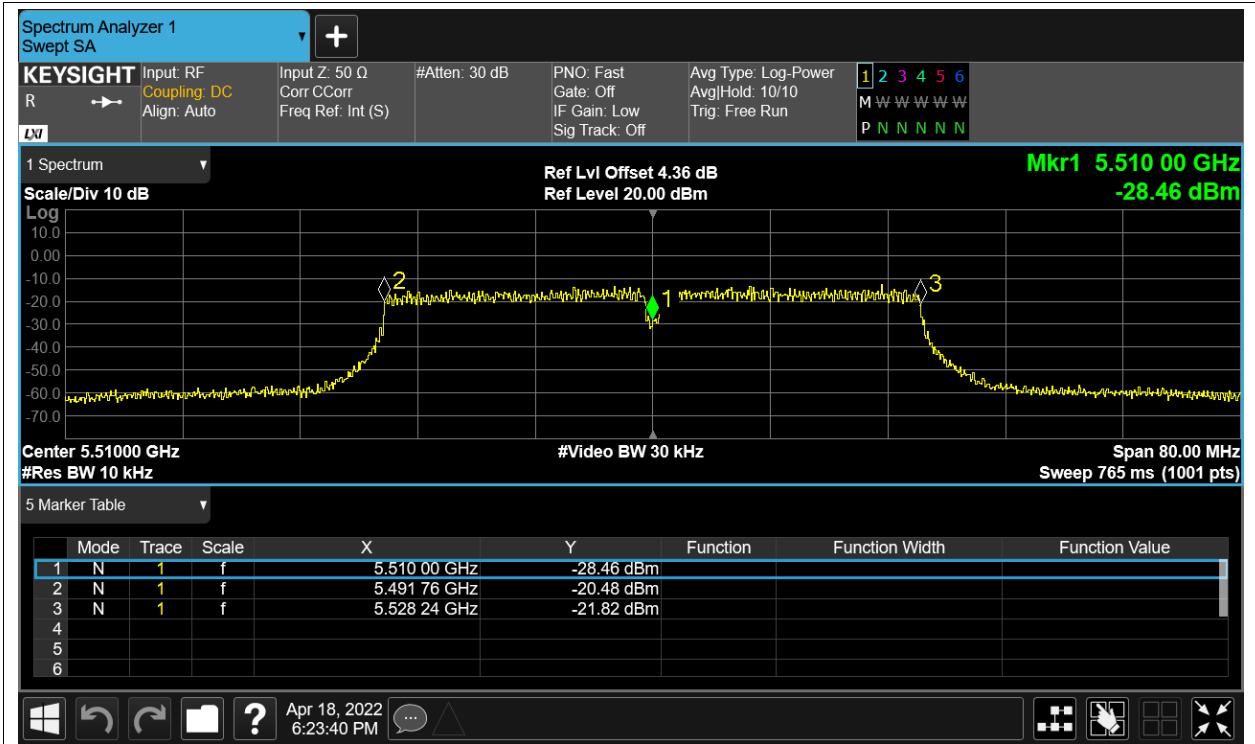 Spectrum Analyzer 1
Swept SA
KEYSIGHT
R
LXI
Input: RF
Coupling: DC
Align: Auto
Input Z: 50 Ω
Corr CCorr
Freq Ref: Int (S)
#Atten: 30 dB
PNO: Fast
Gate: Off
IF Gain: Low
Sig Track: Off
Avg Type: Log-Power
Avg|Hold: 10/10
Trig: Free Run
1 2 3 4 5 6
M W W W W W
P N N N N N
1 Spectrum
Scale/Div 10 dB
Ref Lvl Offset 4.36 dB
Ref Level 20.00 dBm
Mkr1 5.510 00 GHz
-28.46 dBm
Log
10.0
0.00
-10.0
-20.0
-30.0
-40.0
-50.0
-60.0
-70.0
2
1
3
Center 5.51000 GHz
#Video BW 30 kHz
Span 80.00 MHz
#Res BW 10 kHz
Sweep 765 ms (1001 pts)
5 Marker Table
Mode Trace Scale X Y Function Function Width Function Value
1 N 1 f 5.510 00 GHz -28.46 dBm
2 N 1 f 5.491 76 GHz -20.48 dBm
3 N 1 f 5.528 24 GHz -21.82 dBm
4
5
6
?
Apr 18, 2022
6:23:40 PM
...